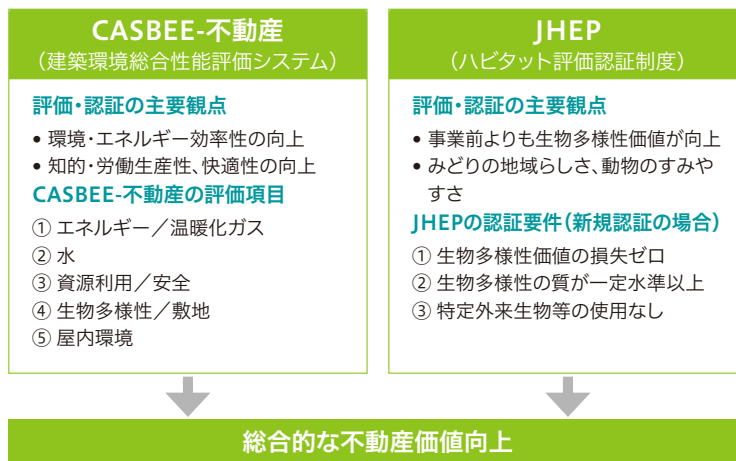 CASBEE-不動産
（建築環境総合性能評価システム）
評価・認証の主要観点
• 環境・エネルギー効率性の向上
• 知的・労働生産性、快適性の向上
CASBEE-不動産の評価項目
① エネルギー／温暖化ガス
② 水
③ 資源利用／安全
④ 生物多様性／敷地
⑤ 屋内環境
JHEP
（ハビタット評価認証制度）
評価・認証の主要観点
• 事業前よりも生物多様性価値が向上
• みどりの地域らしさ、動物のすみや
すさ
JHEPの認証要件（新規認証の場合）
① 生物多様性価値の損失ゼロ
② 生物多様性の質が一定水準以上
③ 特定外来生物等の使用なし
総合的な不動産価値向上